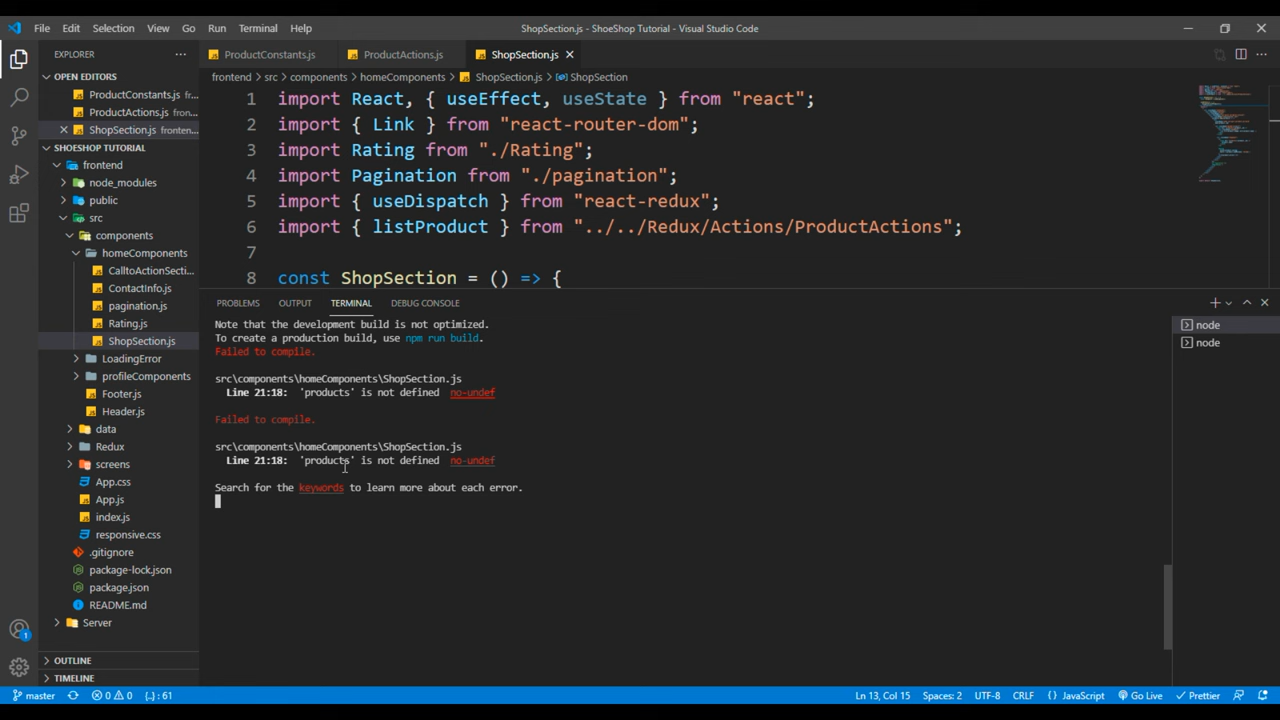 File Edit Selection View Go Run Terminal Help
ShopSection.js - ShoeShop Tutorial - Visual Studio Code
EXPLORER
OPEN EDITORS
ProductConstants.js fron...
ProductActions.js fron...
ShopSection.js fronten...
SHOESHOP TUTORIAL
frontend
node_modules
public
src
components
homeComponents
CalltoActionSecti...
ContactInfo.js
pagination.js
Rating.js
ShopSection.js
LoadingError
profileComponents
Footer.js
Header.js
data
Redux
screens
App.css
App.js
index.js
responsive.css
.gitignore
package-lock.json
package.json
README.md
Server
OUTLINE
TIMELINE
ProductConstants.js ProductActions.js ShopSection.js
frontend > src > components > homeComponents > ShopSection.js > ShopSection
1 import React, { useEffect, useState } from "react";
2 import { Link } from "react-router-dom";
3 import Rating from "./Rating";
4 import Pagination from "./pagination";
5 import { useDispatch } from "react-redux";
6 import { listProduct } from "../../Redux/Actions/ProductActions";
7
8 const ShopSection = () => {
PROBLEMS OUTPUT TERMINAL DEBUG CONSOLE
Note that the development build is not optimized.
To create a production build, use npm run build.
Failed to compile.
src\components\homeComponents\ShopSection.js
Line 21:18: 'products' is not defined no-undef
Failed to compile.
src\components\homeComponents\ShopSection.js
Line 21:18: 'products' is not defined no-undef
Search for the keywords to learn more about each error.
node
node
1
master 0 0 {..} : 61
Ln 13, Col 15 Spaces: 2 UTF-8 CRLF {} JavaScript Go Live Prettier